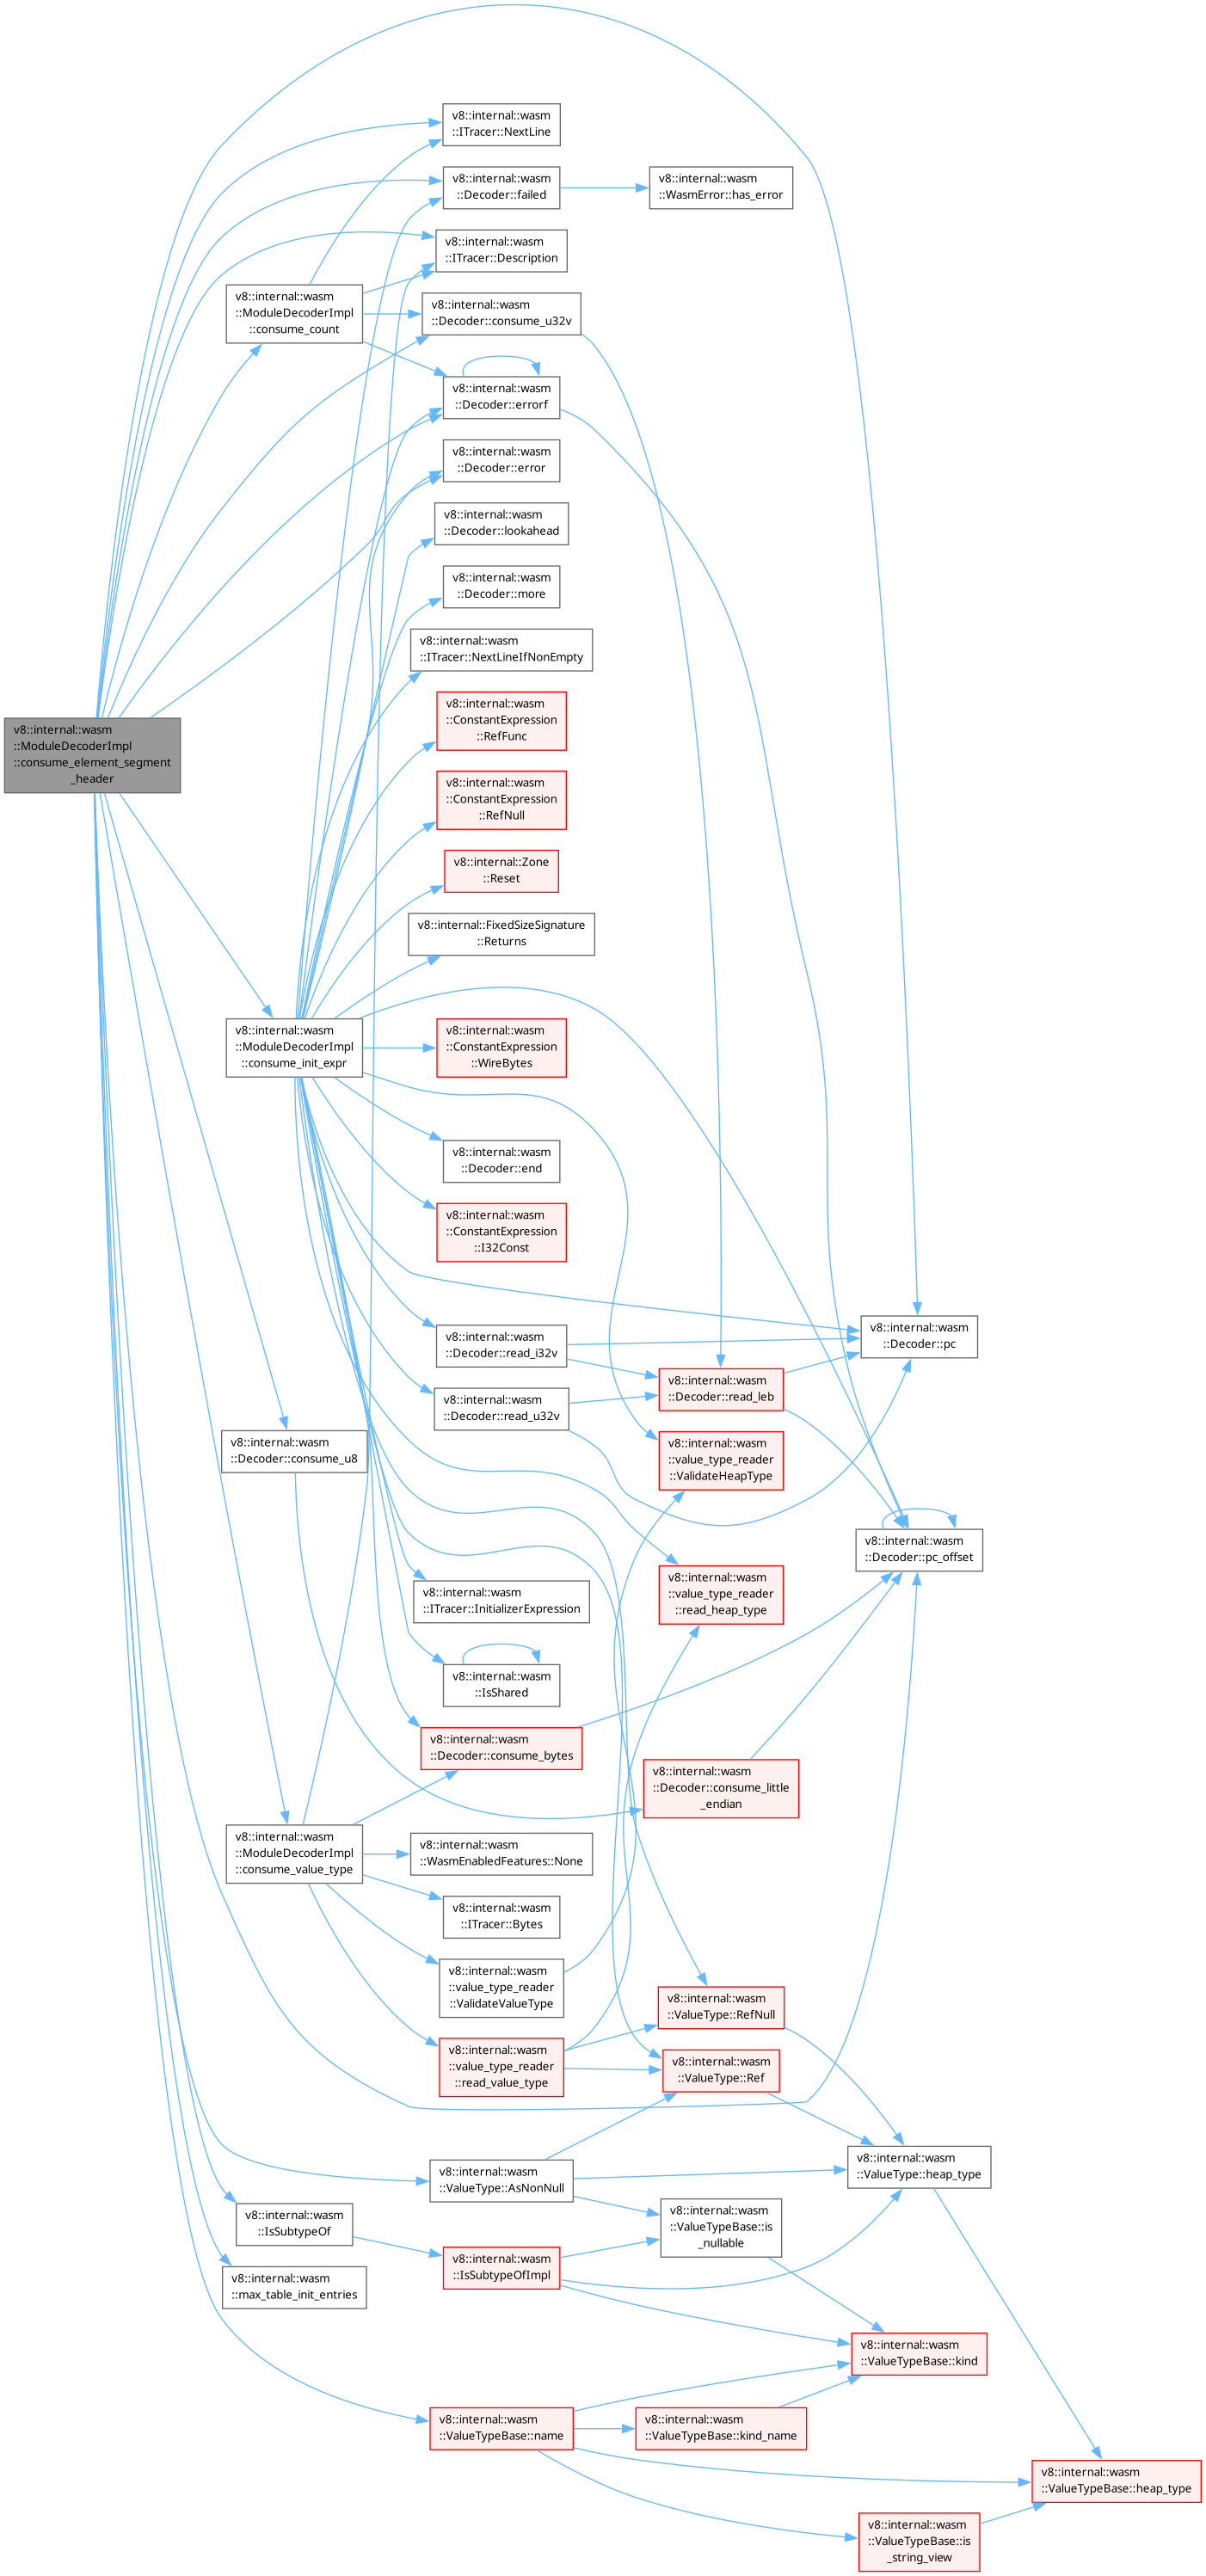 v8::internal::wasm
::ITracer::NextLine
v8::internal::wasm
::Decoder::failed
v8::internal::wasm
::WasmError::has_error
v8::internal::wasm
::ITracer::Description
v8::internal::wasm
::ModuleDecoderImpl
::consume_count
v8::internal::wasm
::Decoder::consume_u32v
v8::internal::wasm
::Decoder::errorf
v8::internal::wasm
::Decoder::error
v8::internal::wasm
::Decoder::lookahead
v8::internal::wasm
::Decoder::more
v8::internal::wasm
::ITracer::NextLineIfNonEmpty
v8::internal::wasm
::ConstantExpression
::RefFunc
v8::internal::wasm
::ModuleDecoderImpl
::consume_element_segment
_header
v8::internal::wasm
::ConstantExpression
::RefNull
v8::internal::Zone
::Reset
v8::internal::FixedSizeSignature
::Returns
v8::internal::wasm
::ModuleDecoderImpl
::consume_init_expr
v8::internal::wasm
::ConstantExpression
::WireBytes
v8::internal::wasm
::Decoder::end
v8::internal::wasm
::ConstantExpression
::I32Const
v8::internal::wasm
::Decoder::pc
v8::internal::wasm
::Decoder::read_i32v
v8::internal::wasm
::Decoder::read_leb
v8::internal::wasm
::Decoder::read_u32v
v8::internal::wasm
::Decoder::consume_u8
v8::internal::wasm
::value_type_reader
::ValidateHeapType
v8::internal::wasm
::Decoder::pc_offset
v8::internal::wasm
::value_type_reader
::read_heap_type
v8::internal::wasm
::ITracer::InitializerExpression
v8::internal::wasm
::IsShared
v8::internal::wasm
::Decoder::consume_bytes
v8::internal::wasm
::Decoder::consume_little
_endian
v8::internal::wasm
::ModuleDecoderImpl
::consume_value_type
v8::internal::wasm
::WasmEnabledFeatures::None
v8::internal::wasm
::ITracer::Bytes
v8::internal::wasm
::value_type_reader
::ValidateValueType
v8::internal::wasm
::ValueType::RefNull
v8::internal::wasm
::value_type_reader
::read_value_type
v8::internal::wasm
::ValueType::Ref
v8::internal::wasm
::ValueType::heap_type
v8::internal::wasm
::ValueType::AsNonNull
v8::internal::wasm
::IsSubtypeOf
v8::internal::wasm
::ValueTypeBase::is
_nullable
v8::internal::wasm
::IsSubtypeOfImpl
v8::internal::wasm
::max_table_init_entries
v8::internal::wasm
::ValueTypeBase::kind
v8::internal::wasm
::ValueTypeBase::name
v8::internal::wasm
::ValueTypeBase::kind_name
v8::internal::wasm
::ValueTypeBase::heap_type
v8::internal::wasm
::ValueTypeBase::is
_string_view